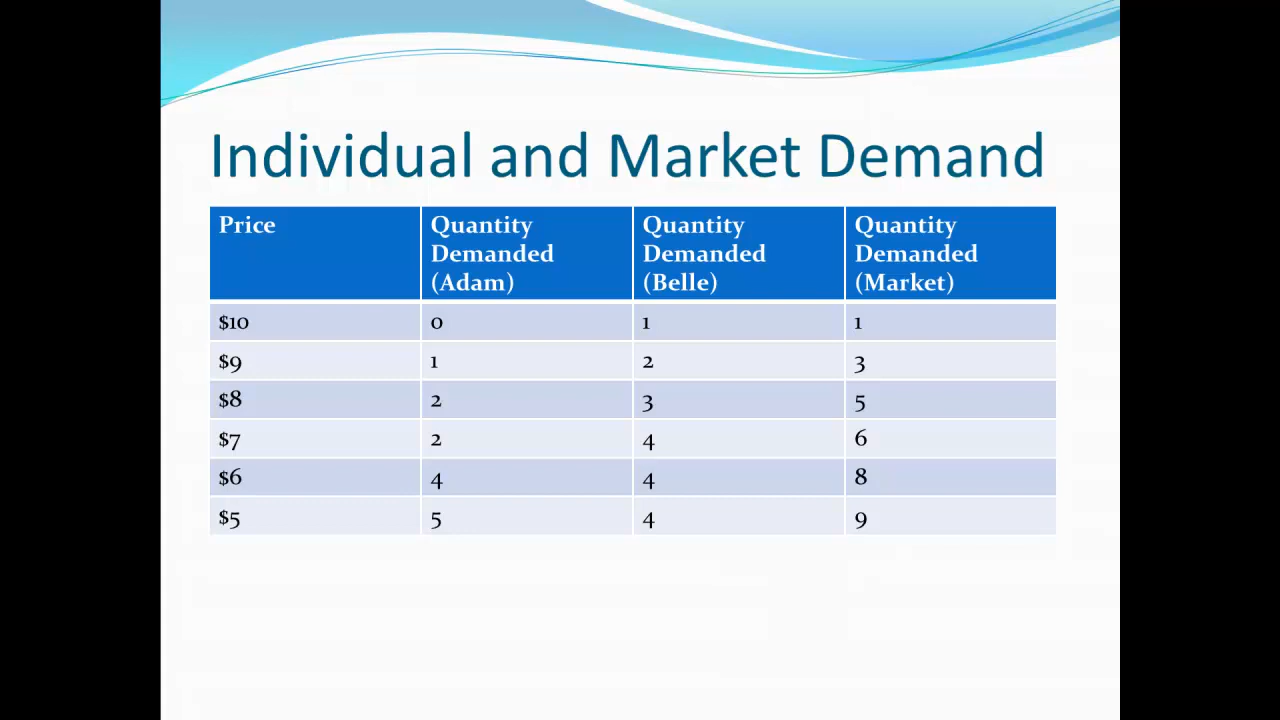 Individual and Market Demand
Price Quantity Demanded (Adam) Quantity Demanded (Belle) Quantity Demanded (Market)
$10 0 1 1
$9 1 2 3
$8 2 3 5
$7 2 4 6
$6 4 4 8
$5 5 4 9